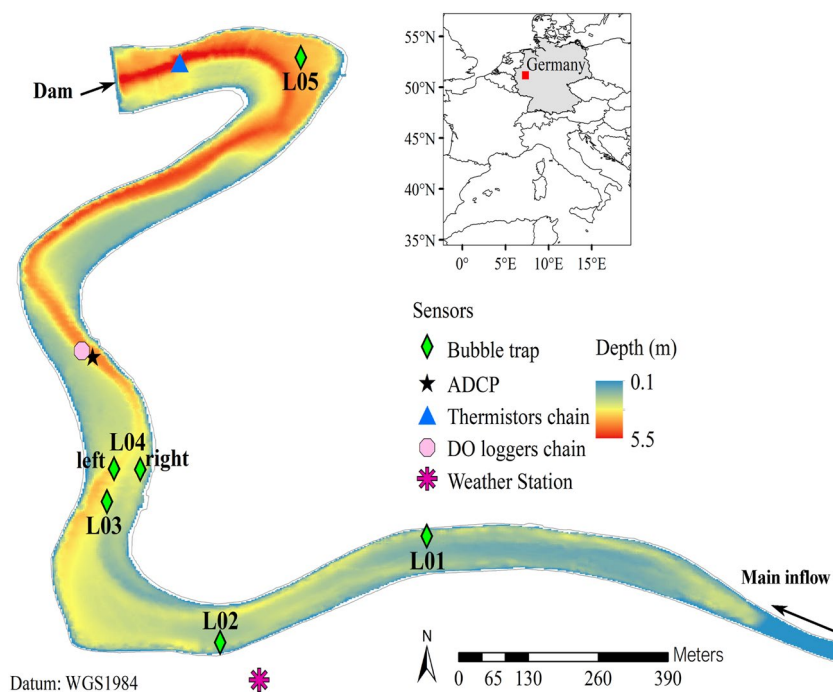 Dam
L05
55°N
50°N
45°N
40°N
35°N
Germany
0°
5°E
10°E
15°E
Sensors
Bubble trap
ADCP
Thermistors chain
DO loggers chain
Weather Station
Depth (m)
0.1
5.5
L04
left
right
L03
L01
L02
Main inflow
N
Meters
0 65 130 260 390
Datum: WGS1984